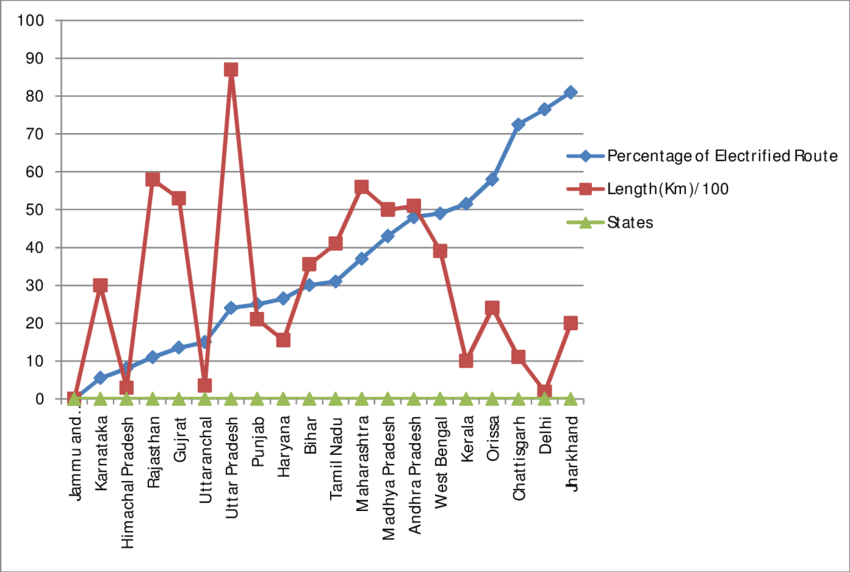 100
90
80
70
60
50
40
30
20
10
0
Percentage of Electrified Route
Length(Km)/100
States
Jammu and...
Karnataka
Himachal Pradesh
Rajasthan
Gujrat
Uttaranchal
Uttar Pradesh
Punjab
Haryana
Bihar
Tamil Nadu
Maharashtra
Madhya Pradesh
Andhra Pradesh
West Bengal
Kerala
Orissa
Chattisgarh
Delhi
Jharkhand